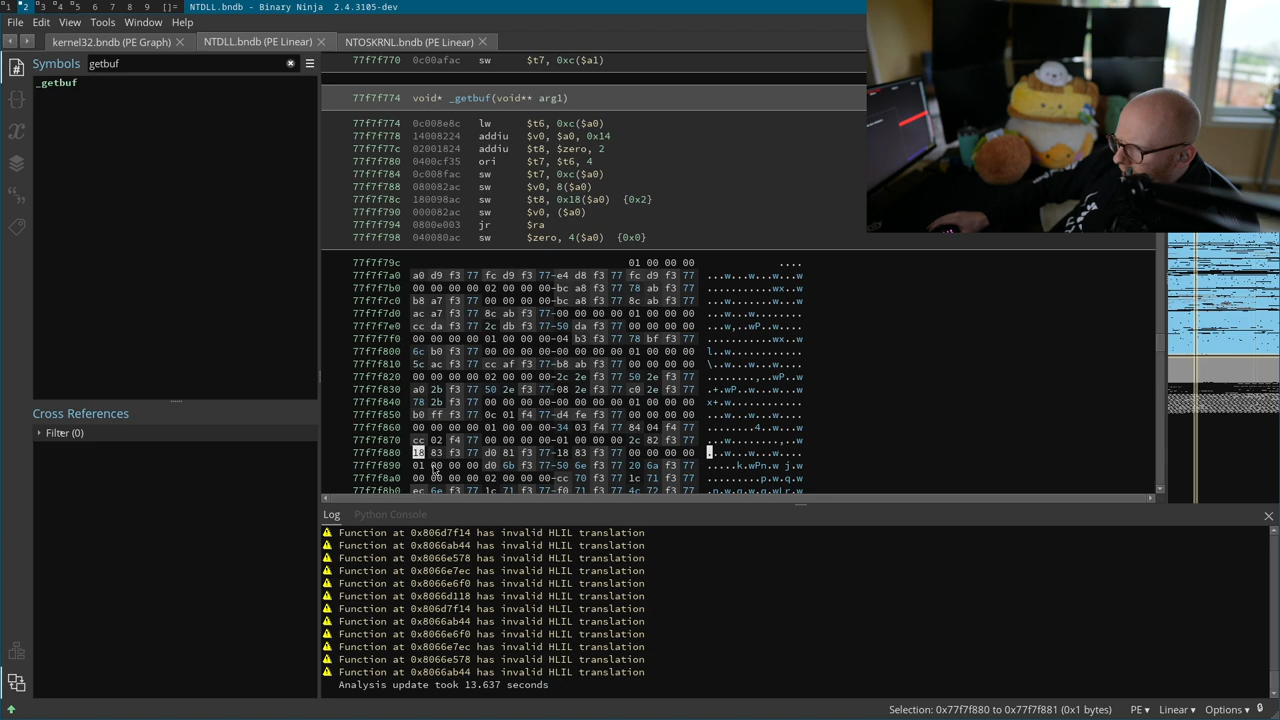 1 2 3 4 5 6 7 8 9 []= NTDLL.bndb - Binary Ninja 2.4.3105-dev
File Edit View Tools Window Help
kernel32.bndb (PE Graph) NTDLL.bndb (PE Linear) NTOSKRNL.bndb (PE Linear)
Symbols getbuf
_getbuf
77f7f770 0c00afac sw $t7, 0xc($a1)
77f7f774 void* _getbuf(void** arg1)
77f7f774 0c008e8c lw $t6, 0xc($a0)
77f7f778 14008224 addiu $v0, $a0, 0x14
77f7f77c 02001824 addiu $t8, $zero, 2
77f7f780 0400cf35 ori $t7, $t6, 4
77f7f784 0c008fac sw $t7, 0xc($a0)
77f7f788 080082ac sw $v0, 8($a0)
77f7f78c 180098ac sw $t8, 0x18($a0) {0x2}
77f7f790 000082ac sw $v0, ($a0)
77f7f794 0800e003 jr $ra
77f7f798 040080ac sw $zero, 4($a0) {0x0}
77f7f79c 01 00 00 00 ....
77f7f7a0 a0 d9 f3 77 fc d9 f3 77-e4 d8 f3 77 fc d9 f3 77 ...w...w...w...w
77f7f7b0 00 00 00 00 02 00 00 00-bc a8 f3 77 78 ab f3 77 ...........wx..w
77f7f7c0 b8 a7 f3 77 00 00 00 00-bc a8 f3 77 8c ab f3 77 ...w.......w...w
77f7f7d0 ac a7 f3 77 8c ab f3 77-00 00 00 00 01 00 00 00 ...w...w........
77f7f7e0 cc da f3 77 2c db f3 77-50 da f3 77 00 00 00 00 ...w,..wP..w....
77f7f7f0 00 00 00 00 01 00 00 00-04 b3 f3 77 78 bf f3 77 ...........wx..w
77f7f800 6c b0 f3 77 00 00 00 00-00 00 00 00 01 00 00 00 l..w............
77f7f810 5c ac f3 77 cc af f3 77-b8 ab f3 77 00 00 00 00 \..w...w...w....
77f7f820 00 00 00 00 02 00 00 00-2c 2e f3 77 50 2e f3 77 ........,..wP..w
77f7f830 a0 2b f3 77 50 2e f3 77-08 2e f3 77 c0 2e f3 77 .+.wP..w...w...w
77f7f840 78 2b f3 77 00 00 00 00-00 00 00 00 01 00 00 00 x+.w............
77f7f850 b0 ff f3 77 0c 01 f4 77-d4 fe f3 77 00 00 00 00 ...w...w...w....
77f7f860 00 00 00 00 01 00 00 00-34 03 f4 77 84 04 f4 77 ........4..w...w
77f7f870 cc 02 f4 77 00 00 00 00-01 00 00 00 2c 82 f3 77 ...w........,..w
77f7f880 18 83 f3 77 d0 81 f3 77-18 83 f3 77 00 00 00 00 ...w...w...w....
77f7f890 01 00 00 00 d0 6b f3 77-50 6e f3 77 20 6a f3 77 .....k.wPn.w j.w
77f7f8a0 00 00 00 00 02 00 00 00-cc 70 f3 77 1c 71 f3 77 .........p.w.q.w
77f7f8b0 ec 6e f3 77 1c 71 f3 77-f0 71 f3 77 4c 72 f3 77 .n.w.q.w.q.wLr.w
Cross References
Filter (0)
Log Python Console
Function at 0x806d7f14 has invalid HLIL translation
Function at 0x8066ab44 has invalid HLIL translation
Function at 0x8066e578 has invalid HLIL translation
Function at 0x8066e7ec has invalid HLIL translation
Function at 0x8066e6f0 has invalid HLIL translation
Function at 0x8066d118 has invalid HLIL translation
Function at 0x806d7f14 has invalid HLIL translation
Function at 0x8066ab44 has invalid HLIL translation
Function at 0x8066e6f0 has invalid HLIL translation
Function at 0x8066e7ec has invalid HLIL translation
Function at 0x8066e578 has invalid HLIL translation
Function at 0x8066ab44 has invalid HLIL translation
Analysis update took 13.637 seconds
Selection: 0x77f7f880 to 0x77f7f881 (0x1 bytes) PE Linear Options